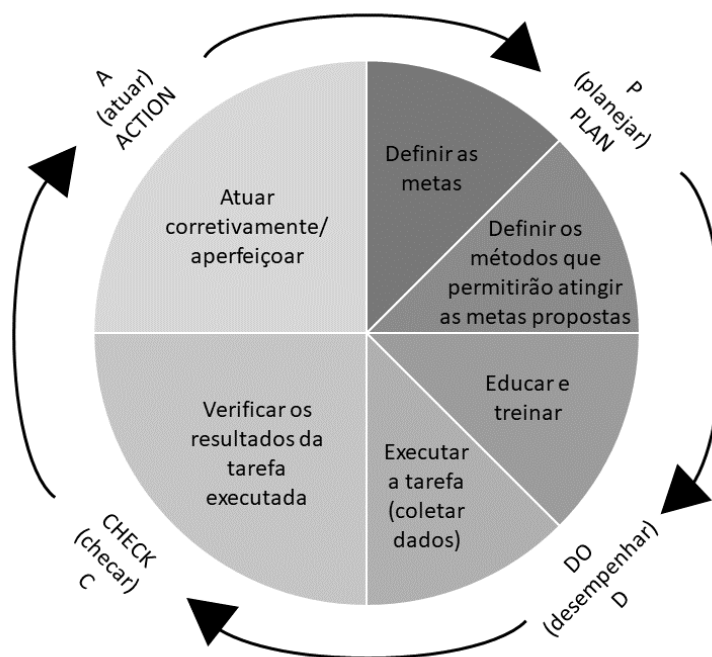 A
(atuar)
ACTION
P
(planejar)
PLAN
Definir as
metas
Definir os
métodos que
permitirão atingir
as metas propostas
Educar e
treinar
Executar
a tarefa
(coletar
dados)
DO
(desempenhar)
D
Verificar os
resultados da
tarefa
executada
CHECK
(checar)
C
Atuar
corretivamente/
aperfeiçoar